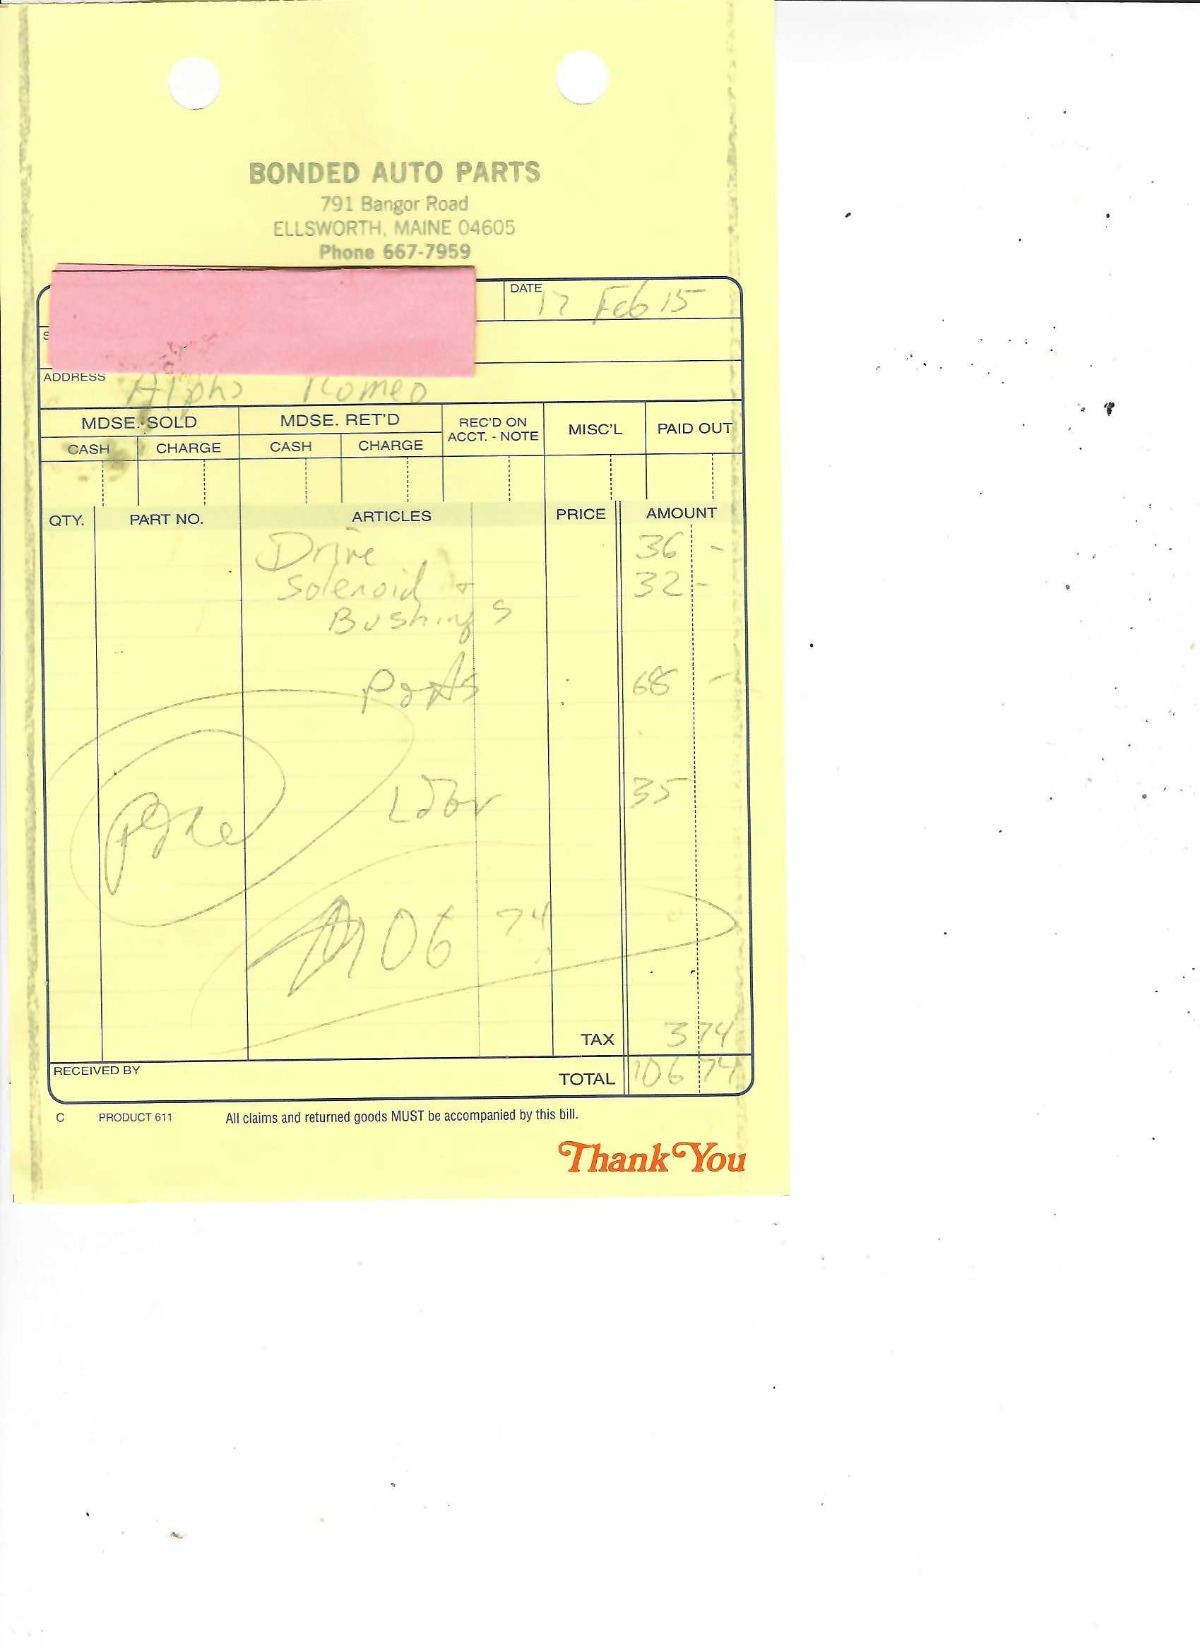 BONDED AUTO PARTS
791 Bangor Road
ELLSWORTH, MAINE 04605
Phone 667-7959
DATE 17 Feb 15
S
ADDRESS Alpha Romeo
MDSE. SOLD MDSE. RET'D REC'D ON ACCT. - NOTE MISC'L PAID OUT
CASH CHARGE CASH CHARGE
QTY. PART NO. ARTICLES PRICE AMOUNT
Drive 36 -
Solenoid + 32 -
Bushings
Parts 68 -
Labor 35
106 74
TAX 3 74
RECEIVED BY TOTAL 106 74
C PRODUCT 611 All claims and returned goods MUST be accompanied by this bill.
Thank You